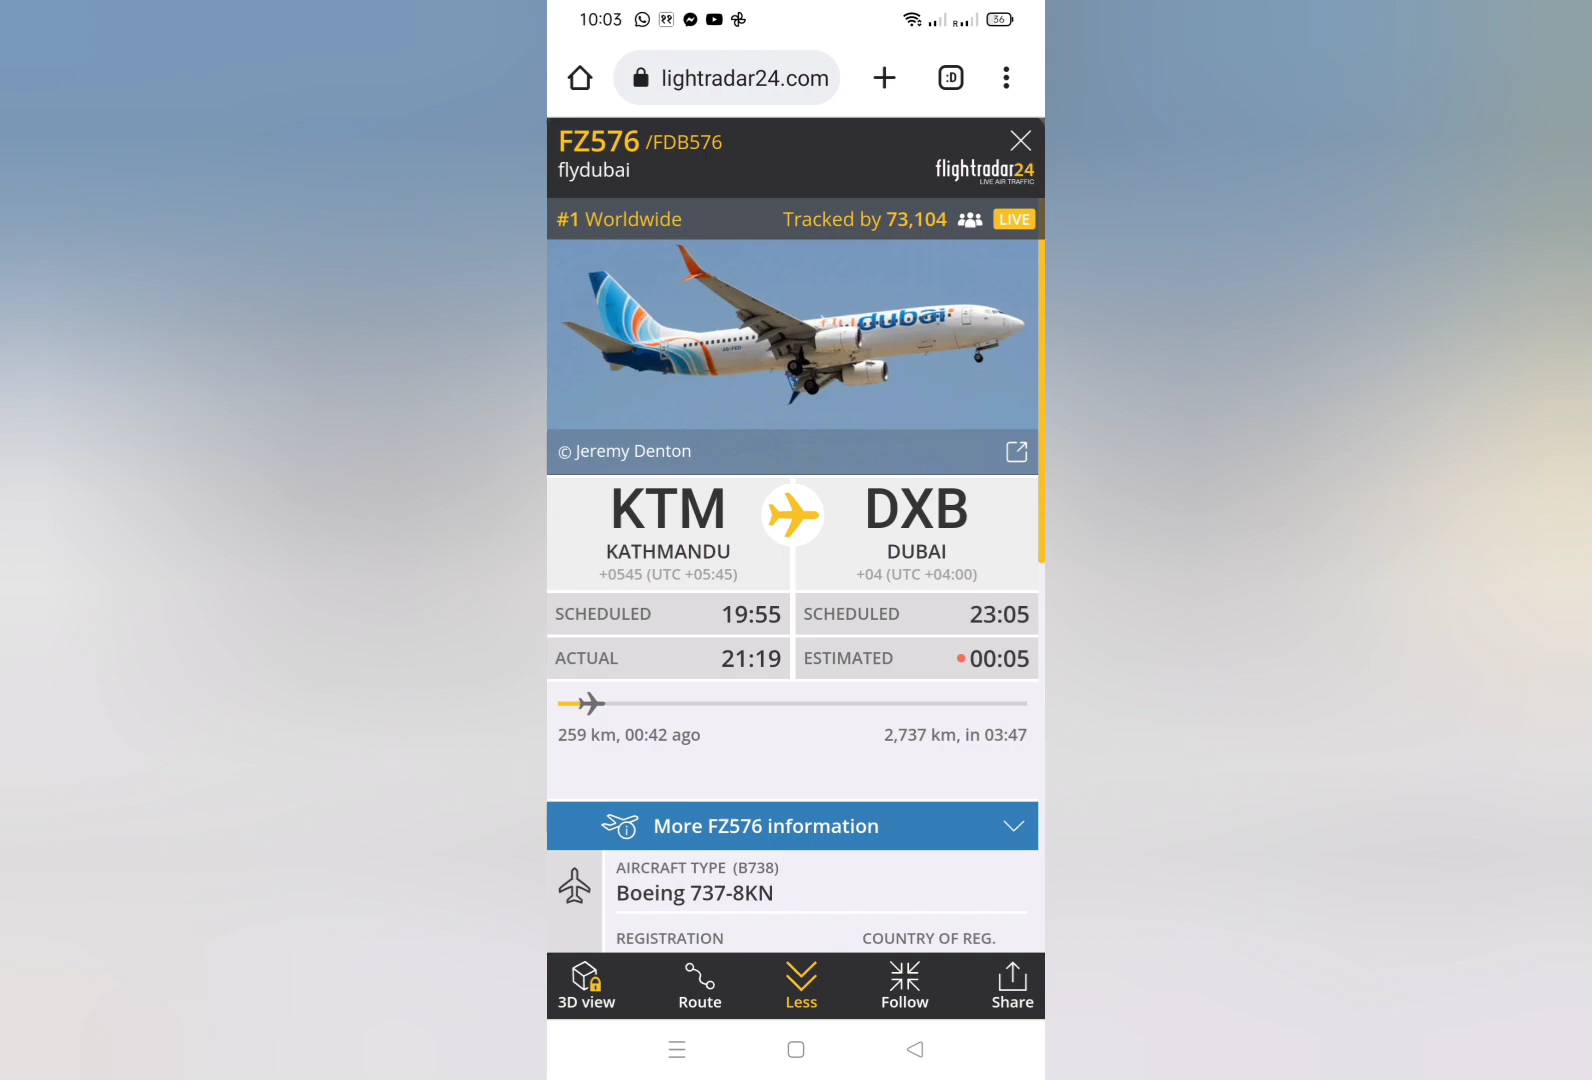 10:03 ११ R 36
lightradar24.com :D
FZ576 /FDB576
flydubai
flightradar24
LIVE AIR TRAFFIC
#1 Worldwide Tracked by 73,104 LIVE
flydubai
© Jeremy Denton
KTM DXB
KATHMANDU DUBAI
+0545 (UTC +05:45) +04 (UTC +04:00)
SCHEDULED 19:55 SCHEDULED 23:05
ACTUAL 21:19 ESTIMATED 00:05
259 km, 00:42 ago 2,737 km, in 03:47
More FZ576 information
AIRCRAFT TYPE (B738)
Boeing 737-8KN
REGISTRATION COUNTRY OF REG.
3D view Route Less Follow Share